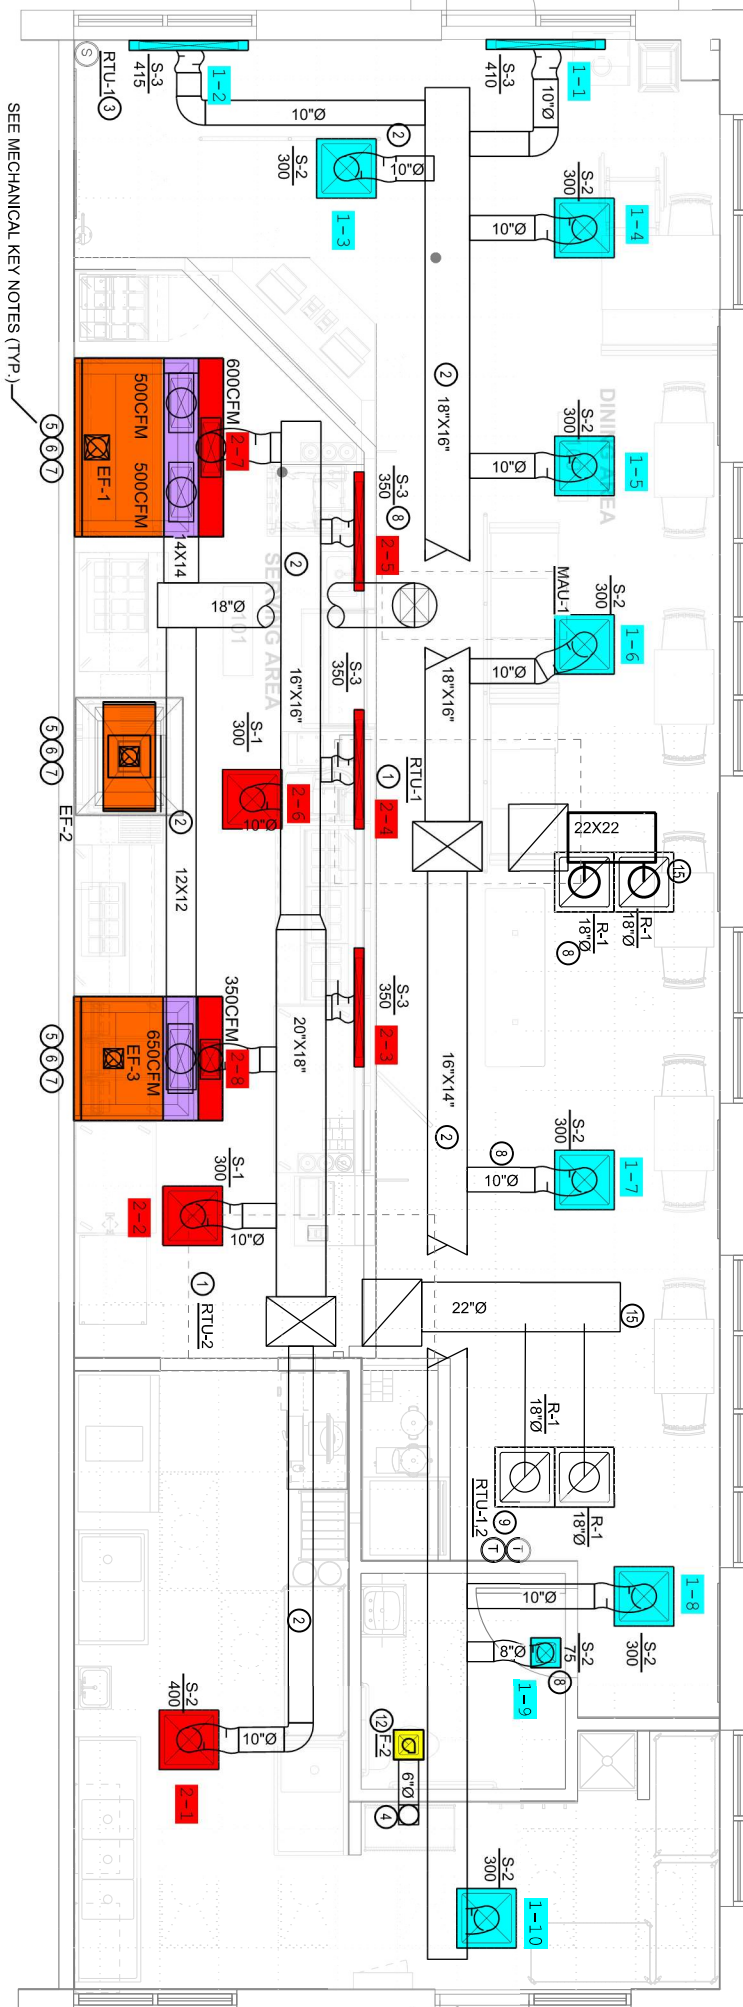 1-2
S-3
415
RTU-1 3
S
SEE MECHANICAL KEY NOTES (TYP.)
10"Ø
1-1
S-3
410
10"Ø
2
S-2
300
10"Ø
1-3
S-2
300
1-4
10"Ø
2
18"X16"
DINING AREA
S-2
300
1-5
10"Ø
600CFM
2-7
500CFM
500CFM
EF-1
5 6 7
14X14
S-3
350
8
2-5
2
SERVING AREA
101
18"Ø
16"X16"
MAU-1
S-2
300
1-6
10"Ø
18"X16"
S-3
350
RTU-1
1
2-4
S-1
300
2-6
10"Ø
5 6 7
EF-2
2
12X12
22X22
15
R-1
18"Ø
R-1
18"Ø
8
350CFM
2-8
650CFM
EF-3
5 6 7
20"X18"
S-3
350
2-3
16"X14"
2
8
10"Ø
S-2
300
1-7
S-1
300
2-2
10"Ø
1
RTU-2
22"Ø
15
R-1
18"Ø
R-1
18"Ø
RTU-1,2
9
T
T
1-8
S-2
300
10"Ø
S-2
75
8"Ø
8
1-9
2
S-2
400
10"Ø
2-1
12
F-2
6"Ø
4
S-2
300
1-10